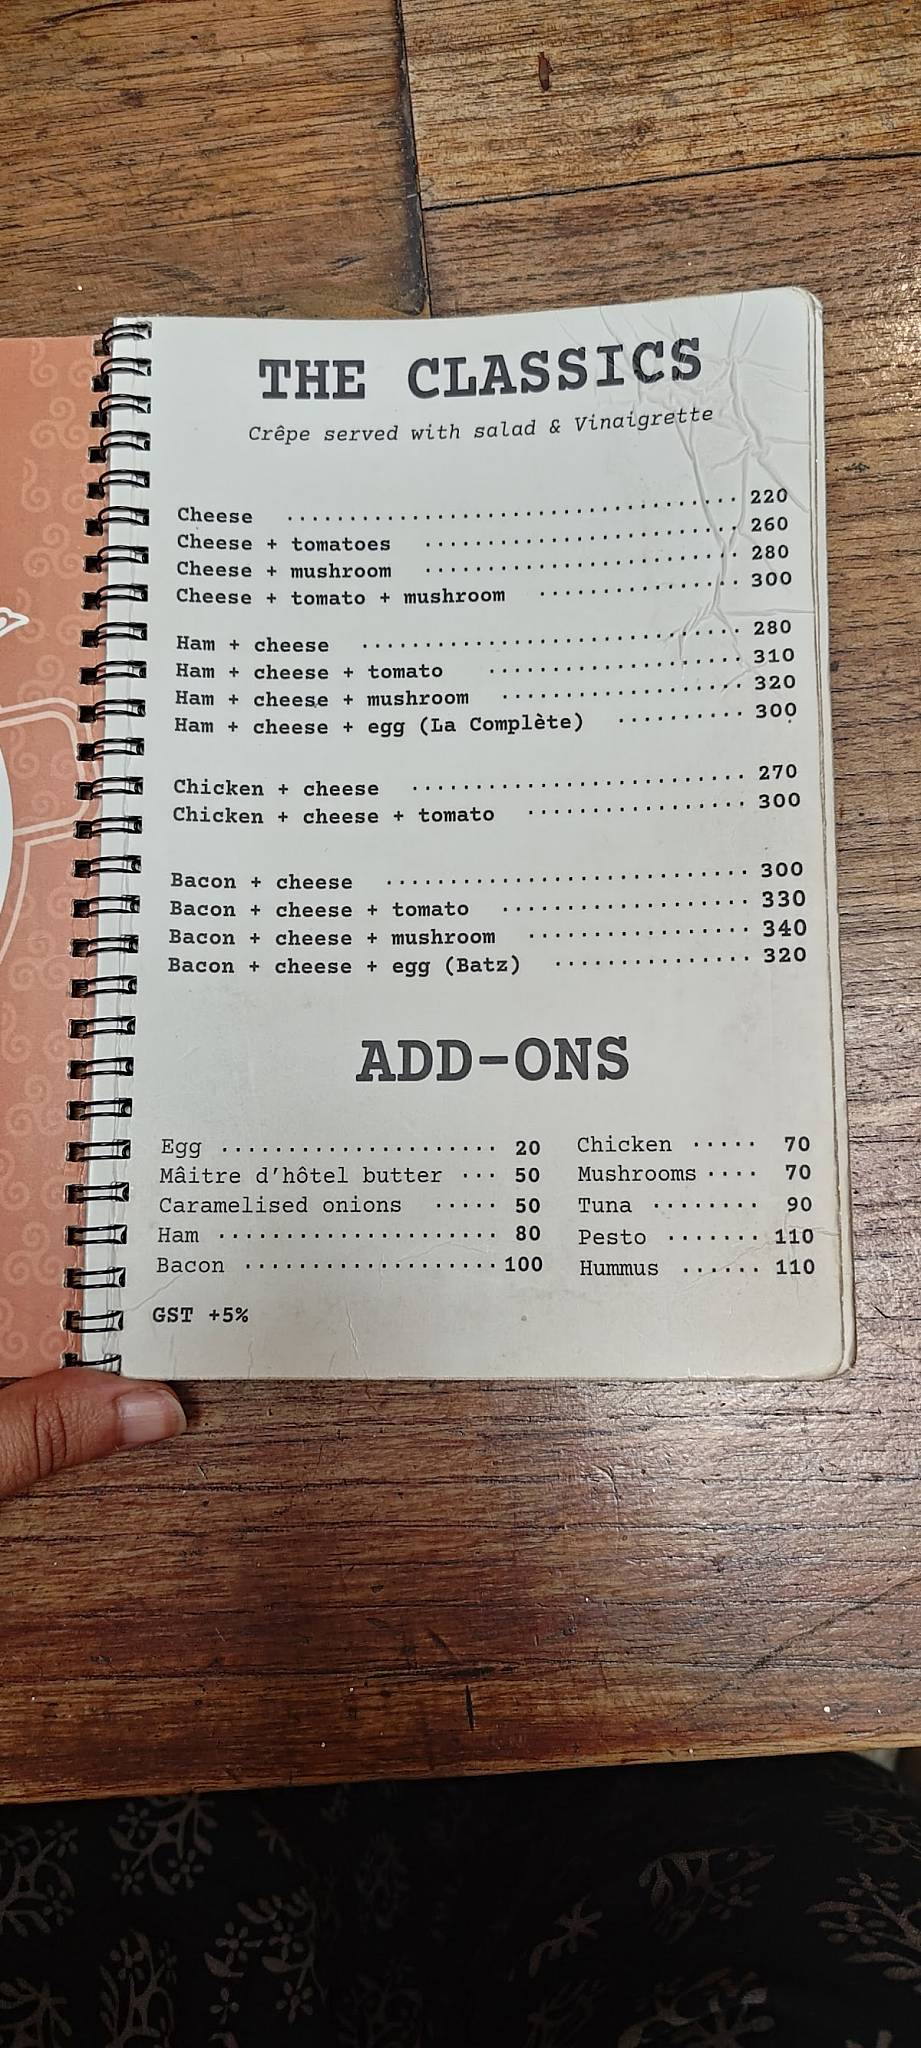 THE CLASSICS
Crêpe served with salad & Vinaigrette
Cheese ........ 220
Cheese + tomatoes ........ 260
Cheese + mushroom ........ 280
Cheese + tomato + mushroom ........ 300
Ham + cheese ........ 280
Ham + cheese + tomato ........ 310
Ham + cheese + mushroom ........ 320
Ham + cheese + egg (La Complète) ........ 300
Chicken + cheese ........ 270
Chicken + cheese + tomato ........ 300
Bacon + cheese ........ 300
Bacon + cheese + tomato ........ 330
Bacon + cheese + mushroom ........ 340
Bacon + cheese + egg (Batz) ........ 320
ADD-ONS
Egg ........ 20
Mâitre d'hôtel butter ... 50
Caramelised onions ..... 50
Ham ........ 80
Bacon ........ 100
Chicken ..... 70
Mushrooms .... 70
Tuna ........ 90
Pesto ....... 110
Hummus ...... 110
GST +5%